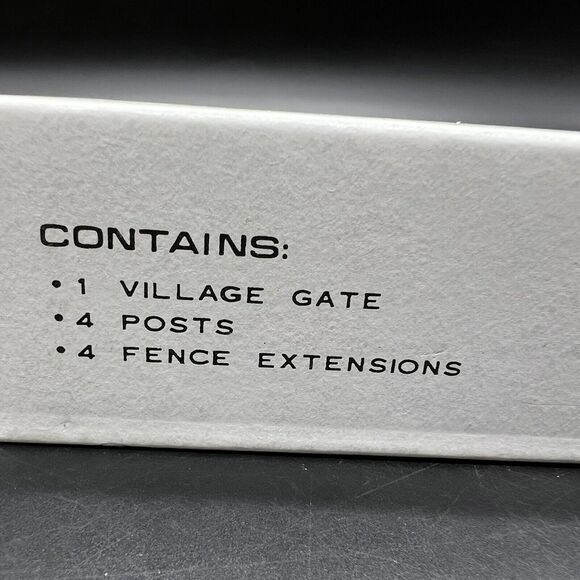 CONTAINS:
• 1 VILLAGE GATE
• 4 POSTS
• 4 FENCE EXTENSIONS